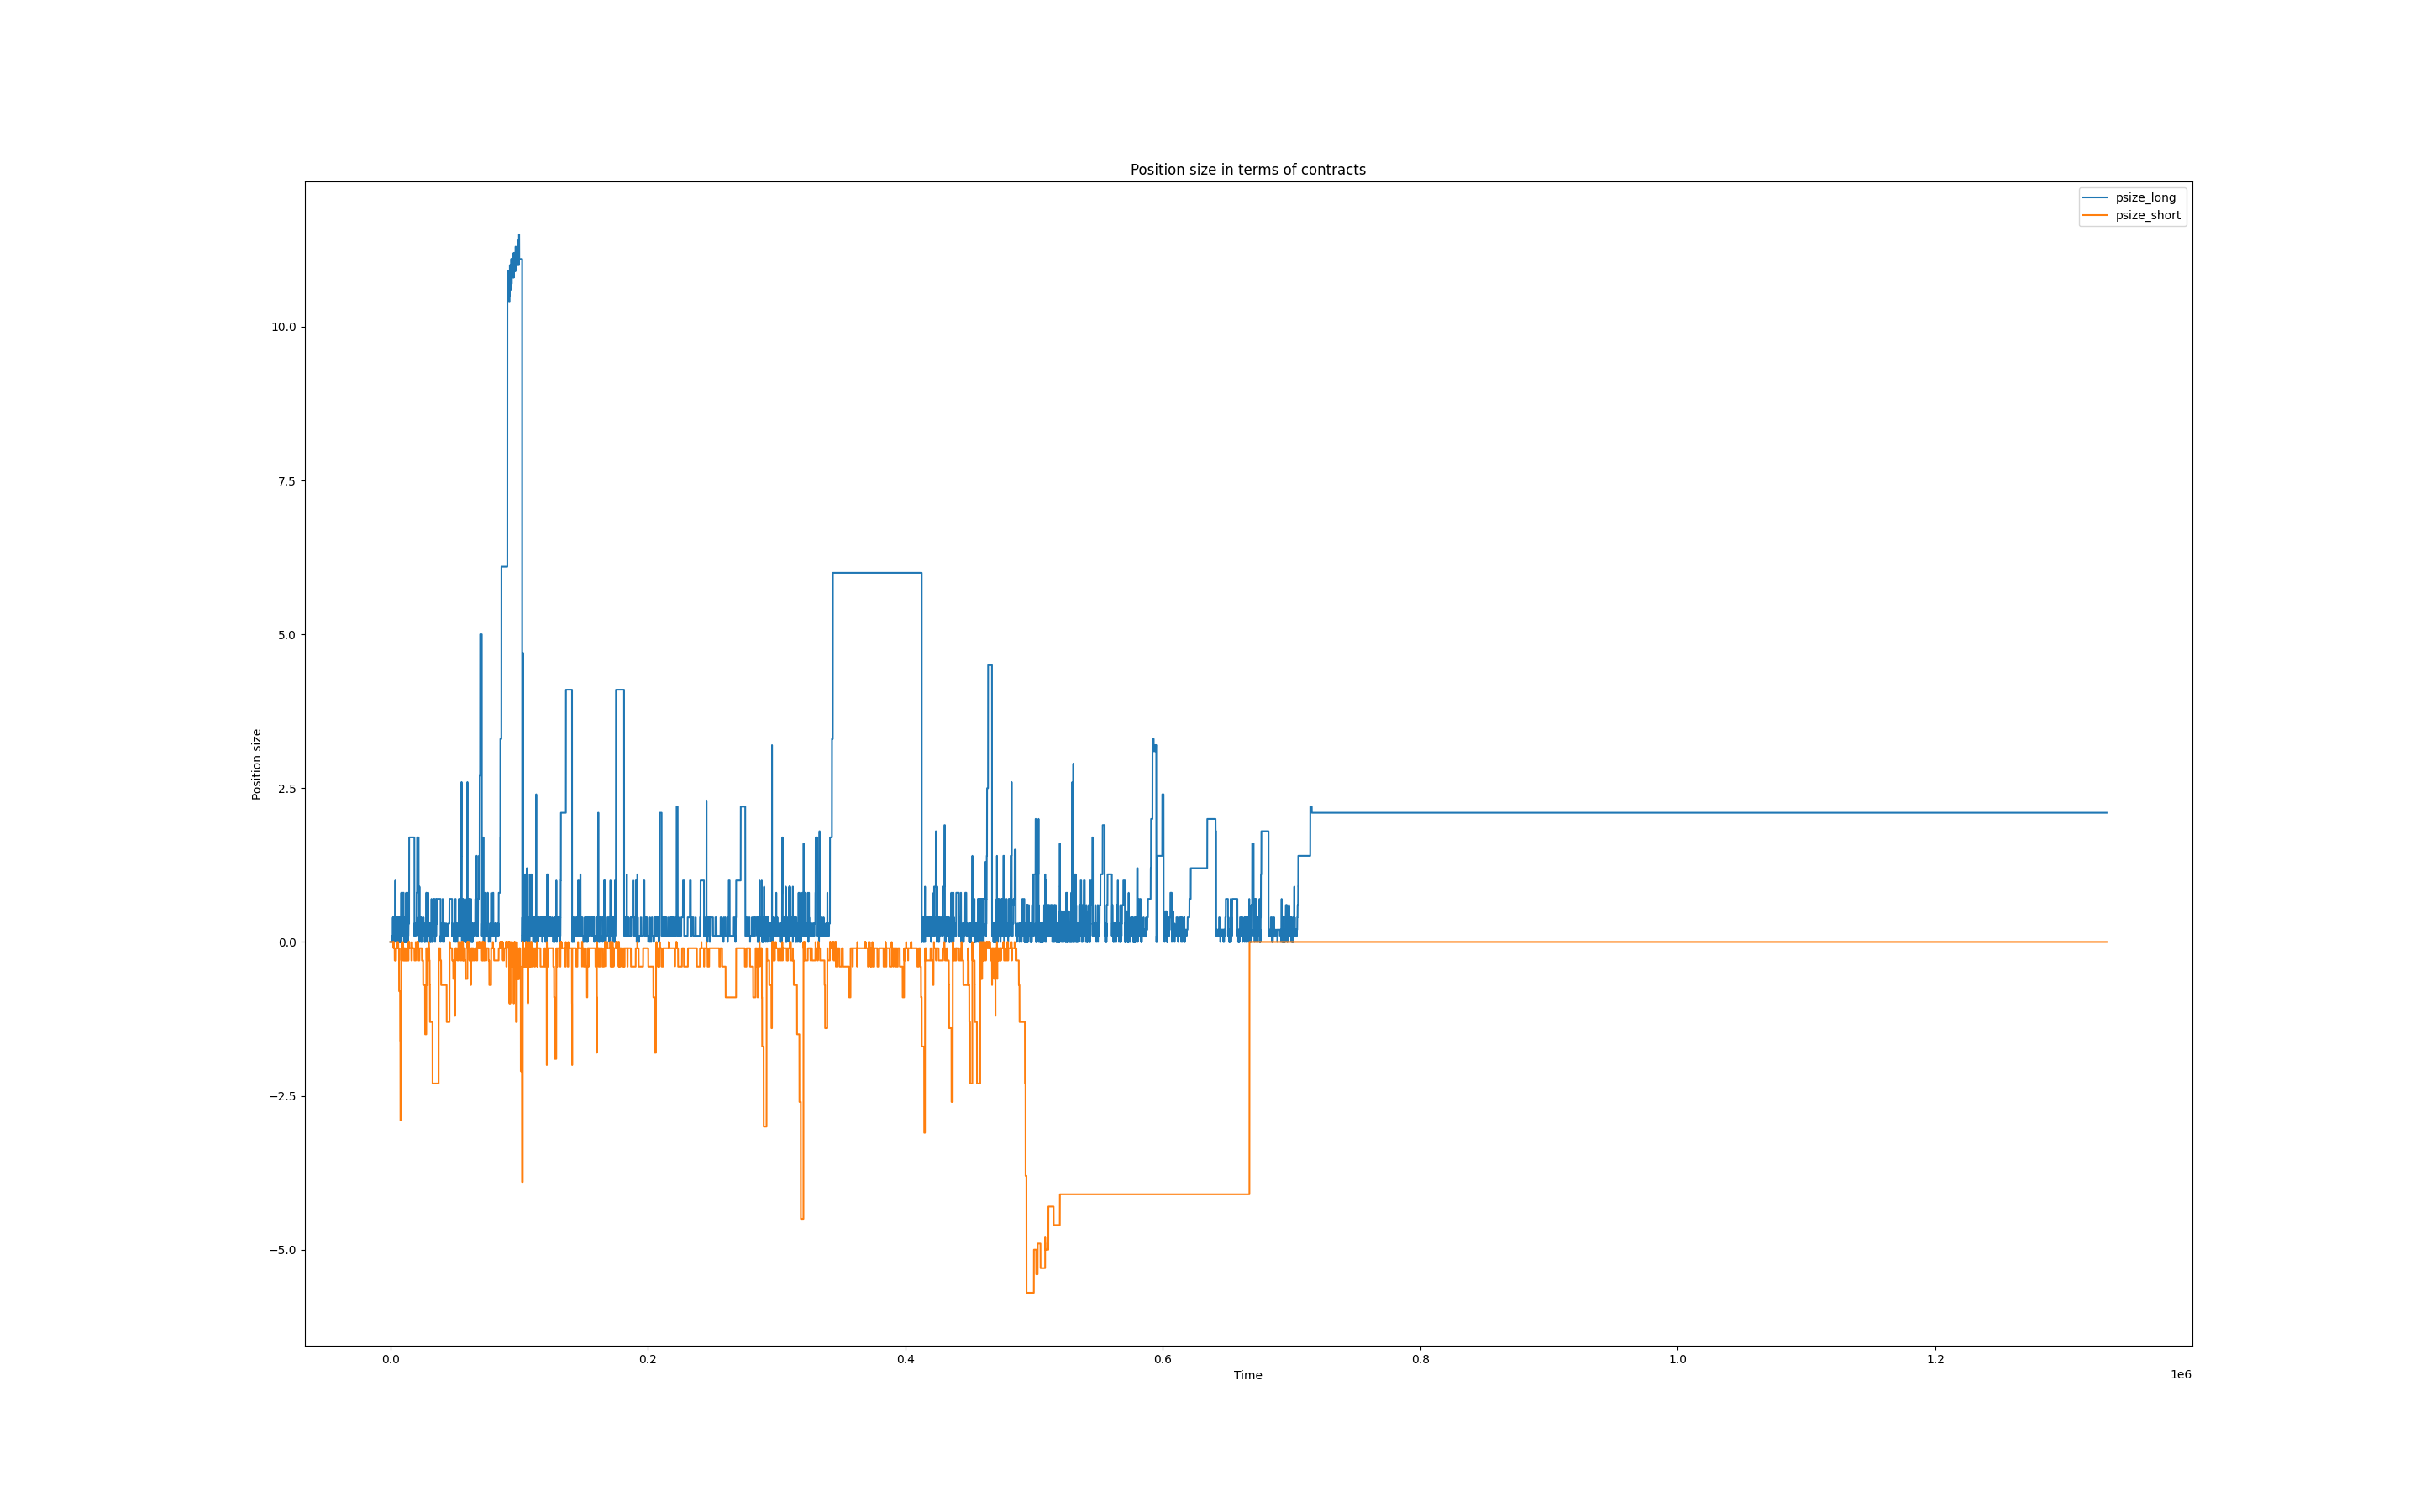 Position size in terms of contracts
psize_long
psize_short
10.0
7.5
5.0
2.5
0.0
−2.5
−5.0
Position size
0.0 0.2 0.4 0.6 0.8 1.0 1.2
Time
1e6